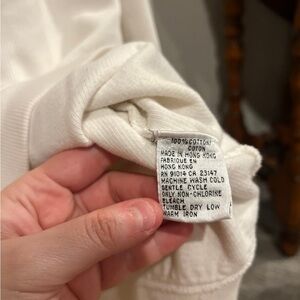 100% COTTON/
COTON
MADE IN HONG KONG
FABRIQUE EN
HONG KONG
RN 91014 CA 23147
MACHINE WASH COLD
GENTLE CYCLE
ONLY NON-CHLORINE
BLEACH
TUMBLE DRY LOW
WARM IRON